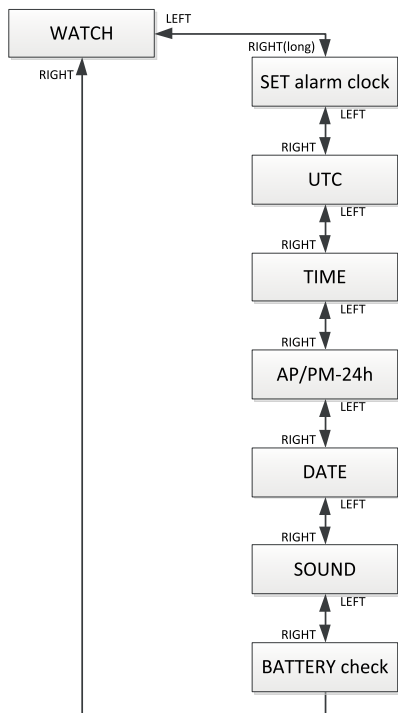 WATCH
LEFT
RIGHT(long)
RIGHT
SET alarm clock
LEFT
RIGHT
UTC
LEFT
RIGHT
TIME
LEFT
RIGHT
AP/PM-24h
LEFT
RIGHT
DATE
LEFT
RIGHT
SOUND
LEFT
RIGHT
BATTERY check